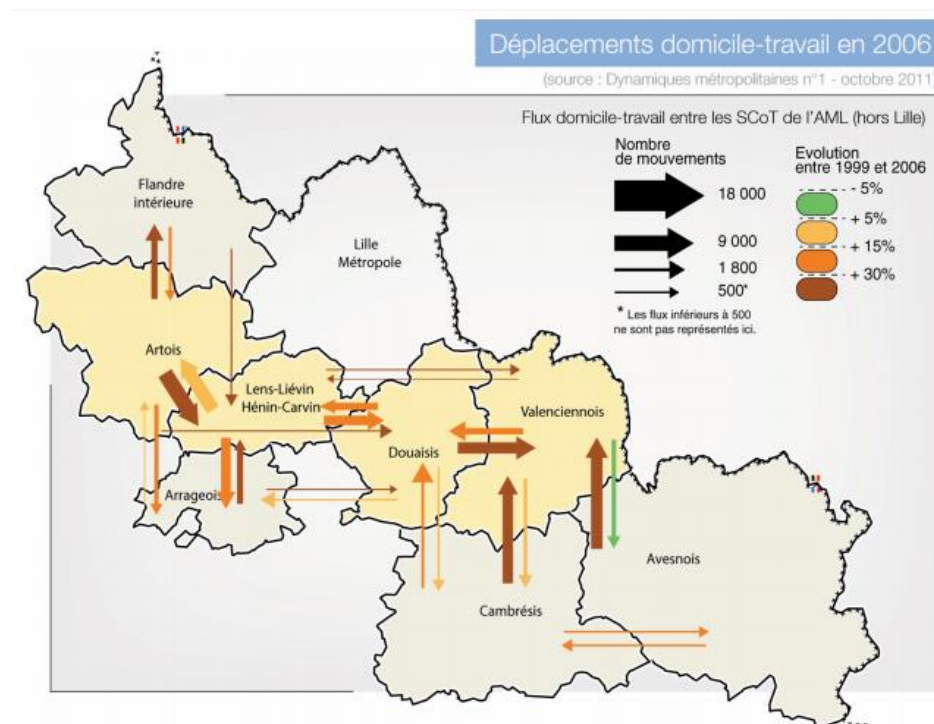 Déplacements domicile-travail en 2006
(source : Dynamiques métropolitaines n°1 - octobre 2011)
Flux domicile-travail entre les SCoT de l'AML (hors Lille)
Nombre
de mouvements
18 000
9 000
1 800
500*
* Les flux inférieurs à 500
ne sont pas représentés ici.
Evolution
entre 1999 et 2006
- 5%
+ 5%
+ 15%
+ 30%
Flandre
intérieure
Lille
Métropole
Artois
Lens-Liévin
Hénin-Carvin
Valenciennois
Douaisis
Arrageois
Avesnois
Cambrésis